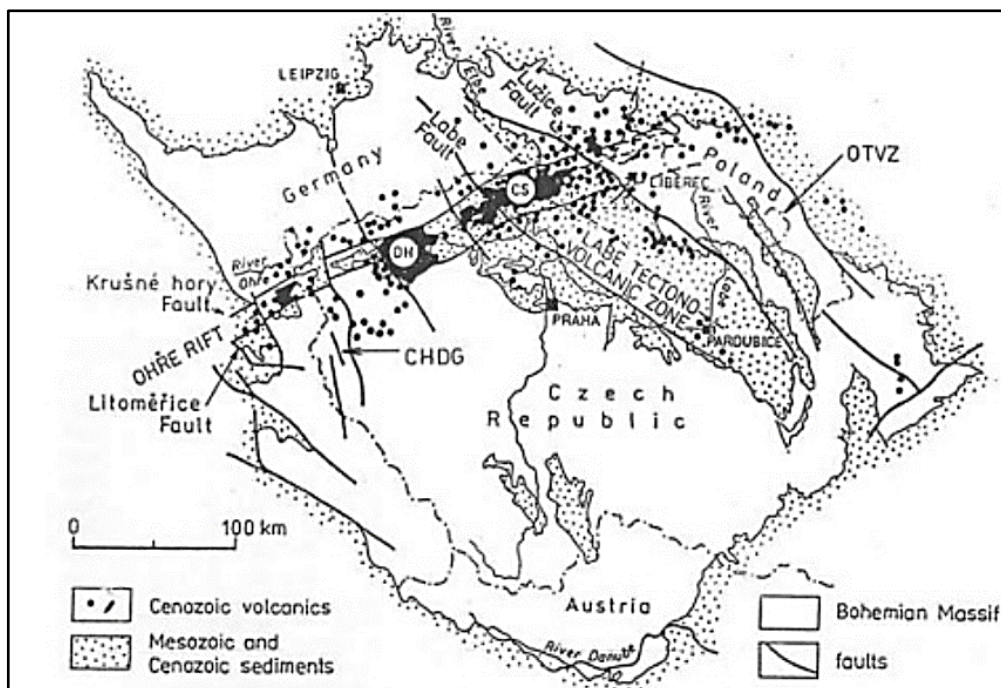 LEIPZIG
River
Elbe
Lužice
Fault
Labe
Fault
Germany
Poland
OTVZ
LIBEREC
River
CS
DH
River
Ohře
Krušné hory
Fault
OHŘE RIFT
LABE TECTONO
VOLCANIC ZONE
Labe
PRAHA
PARDUBICE
CHDG
Litoměřice
Fault
Czech
Republic
0 100 km
Austria
River Danube
Cenozoic volcanics
Mesozoic and
Cenozoic sediments
Bohemian Massif
faults